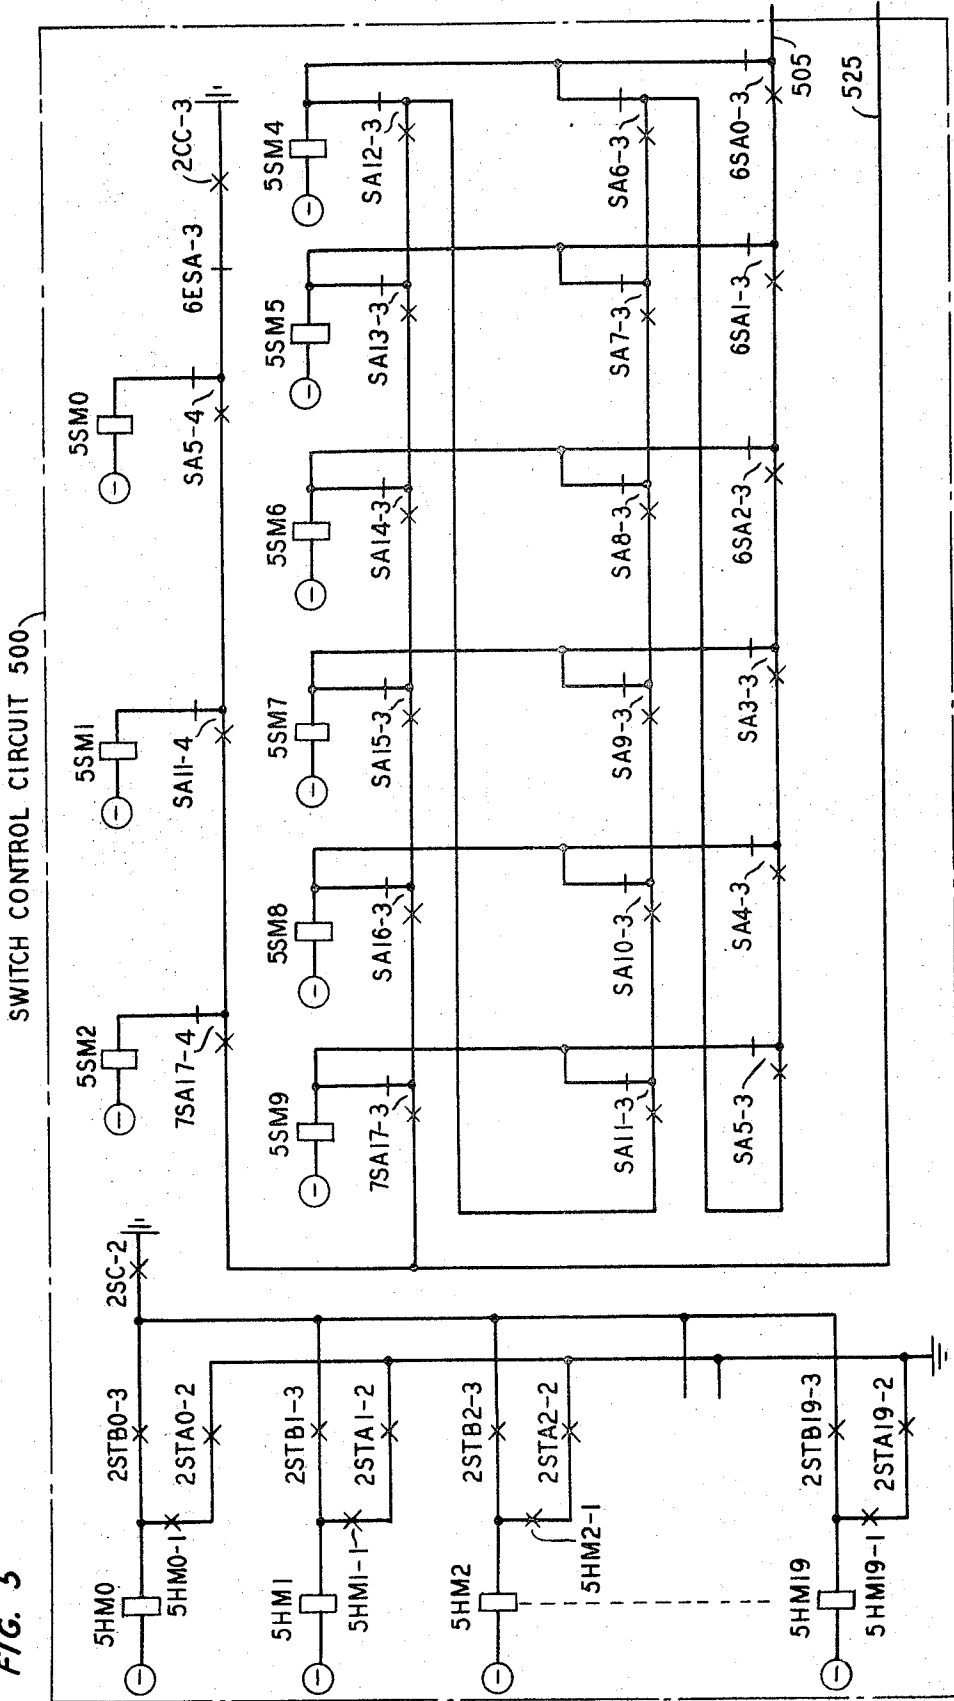 FIG. 5
SWITCH CONTROL CIRCUIT 500
5HM0
5HM0-1
2STB0-3
2STA0-2
2SC-2
5HM1
5HM1-1
2STB1-3
2STA1-2
5HM2
5HM2-1
2STB2-3
2STA2-2
5HM19
5HM19-1
2STB19-3
2STA19-2
5SM2
7SA17-4
5SM1
SA11-4
5SM0
SA5-4
6ESA-3
2CC-3
5SM9
7SA17-3
5SM8
SA16-3
5SM7
SA15-3
5SM6
SA14-3
5SM5
SA13-3
5SM4
SA12-3
SA11-3
SA10-3
SA9-3
SA8-3
SA7-3
SA6-3
SA5-3
SA4-3
SA3-3
6SA2-3
6SA1-3
6SA0-3
505
525